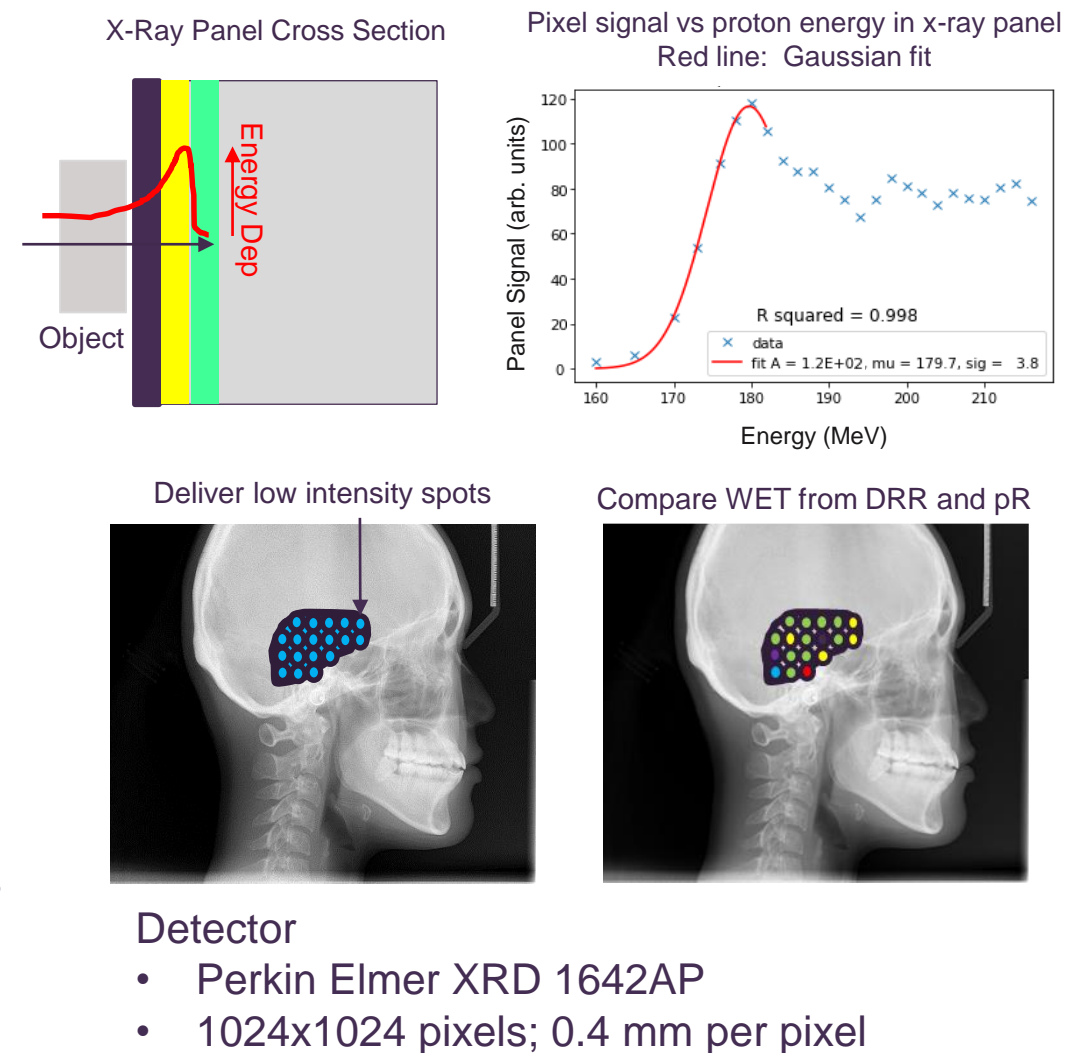 X-Ray Panel Cross Section
Energy Dep
Object
Pixel signal vs proton energy in x-ray panel
Red line: Gaussian fit
Panel Signal (arb. units)
120
100
80
60
40
20
0
R squared = 0.998
data
fit A = 1.2E+02, mu = 179.7, sig = 3.8
160 170 180 190 200 210
Energy (MeV)
Deliver low intensity spots
Compare WET from DRR and pR
Detector
• Perkin Elmer XRD 1642AP
• 1024x1024 pixels; 0.4 mm per pixel